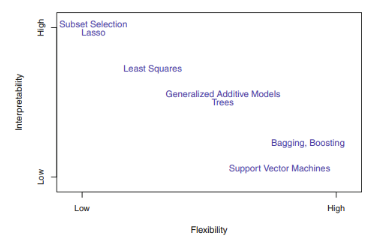 High
Subset Selection
Lasso
Least Squares
Generalized Additive Models
Trees
Bagging, Boosting
Support Vector Machines
Low
Interpretability
Low
High
Flexibility